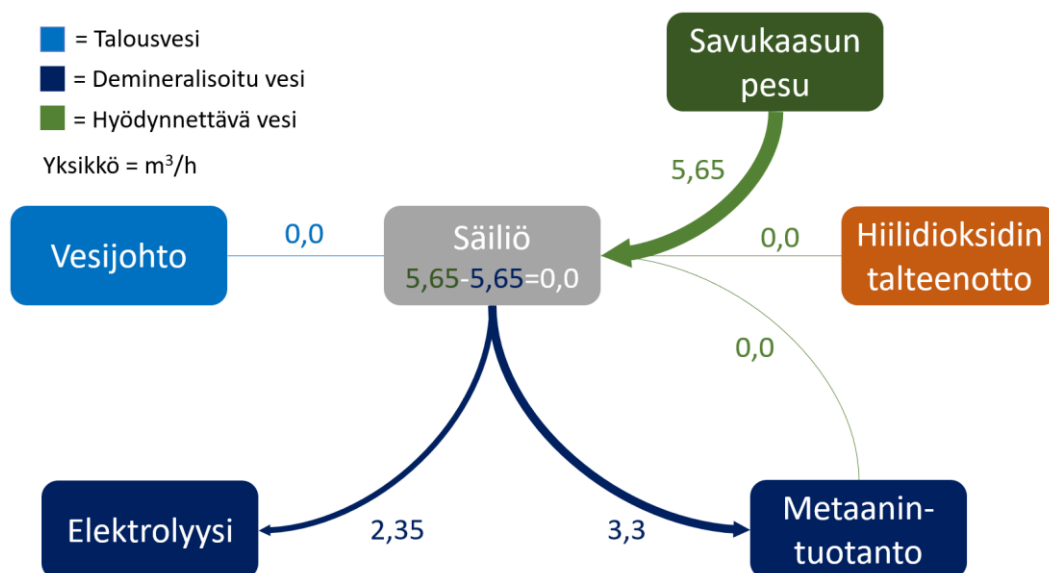 = Talousvesi
= Demineralisoitu vesi
= Hyödynnettävä vesi
Yksikkö = m³/h
Savukaasun
pesu
5,65
Vesijohto
0,0
Säiliö
5,65-5,65=0,0
0,0
Hiilidioksidin
talteenotto
0,0
Elektrolyysi
2,35
3,3
Metaanin-
tuotanto